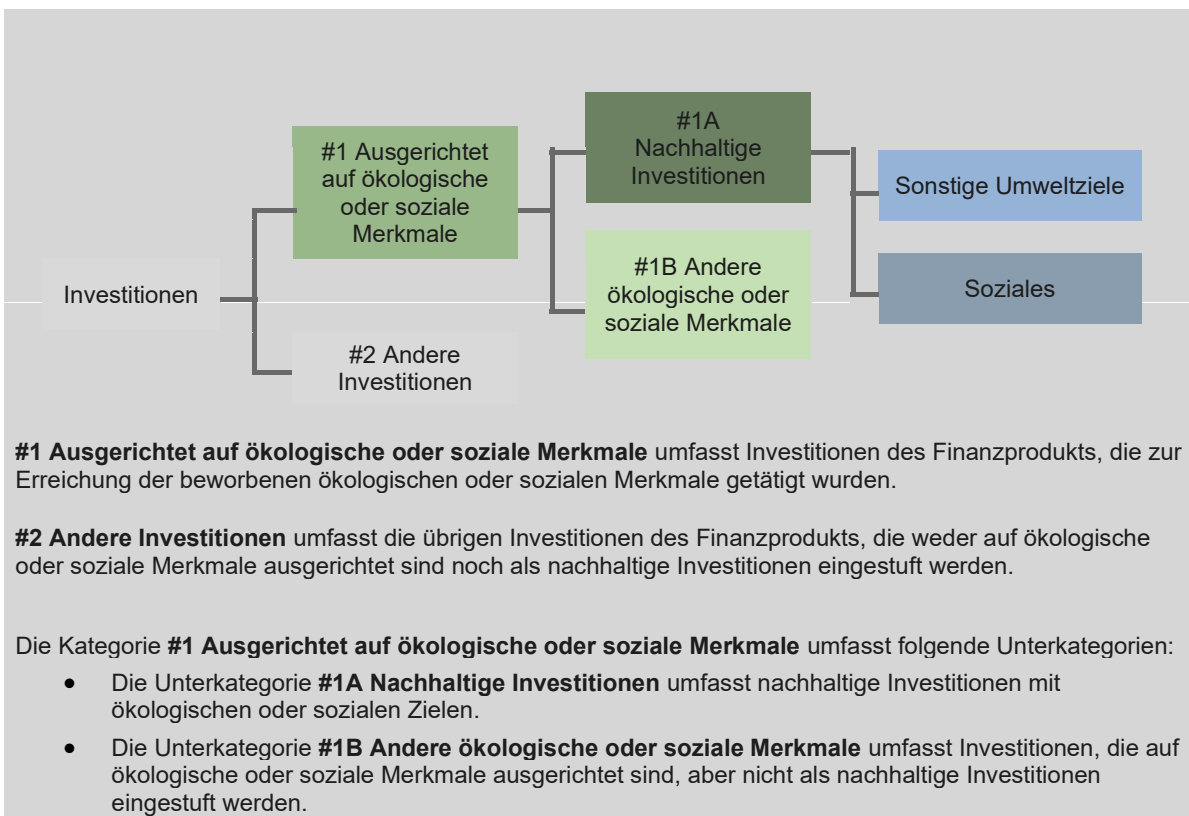 #1A
Nachhaltige
Investitionen
#1 Ausgerichtet
auf ökologische
oder soziale
Merkmale
Sonstige Umweltziele
#1B Andere
ökologische oder
soziale Merkmale
Soziales
Investitionen
#2 Andere
Investitionen
#1 Ausgerichtet auf ökologische oder soziale Merkmale umfasst Investitionen des Finanzprodukts, die zur
Erreichung der beworbenen ökologischen oder sozialen Merkmale getätigt wurden.
#2 Andere Investitionen umfasst die übrigen Investitionen des Finanzprodukts, die weder auf ökologische
oder soziale Merkmale ausgerichtet sind noch als nachhaltige Investitionen eingestuft werden.
Die Kategorie #1 Ausgerichtet auf ökologische oder soziale Merkmale umfasst folgende Unterkategorien:
• Die Unterkategorie #1A Nachhaltige Investitionen umfasst nachhaltige Investitionen mit
ökologischen oder sozialen Zielen.
• Die Unterkategorie #1B Andere ökologische oder soziale Merkmale umfasst Investitionen, die auf
ökologische oder soziale Merkmale ausgerichtet sind, aber nicht als nachhaltige Investitionen
eingestuft werden.